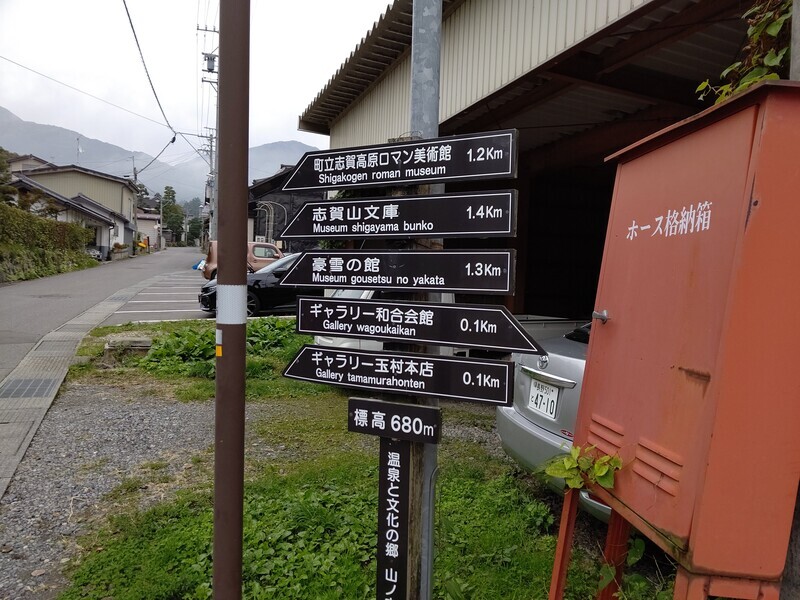 町立志賀高原ロマン美術館 1.2Km
Shigakogen roman museum
志賀山文庫 1.4Km
Museum shigayama bunko
豪雪の館 1.3Km
Museum gousetsu no yakata
ギャラリー和合会館 0.1Km
Gallery wagoukaikan
ギャラリー玉村本店 0.1Km
Gallery tamamurahonten
標高 680m
温泉と文化の郷 山ノ
ホース格納箱
47-10